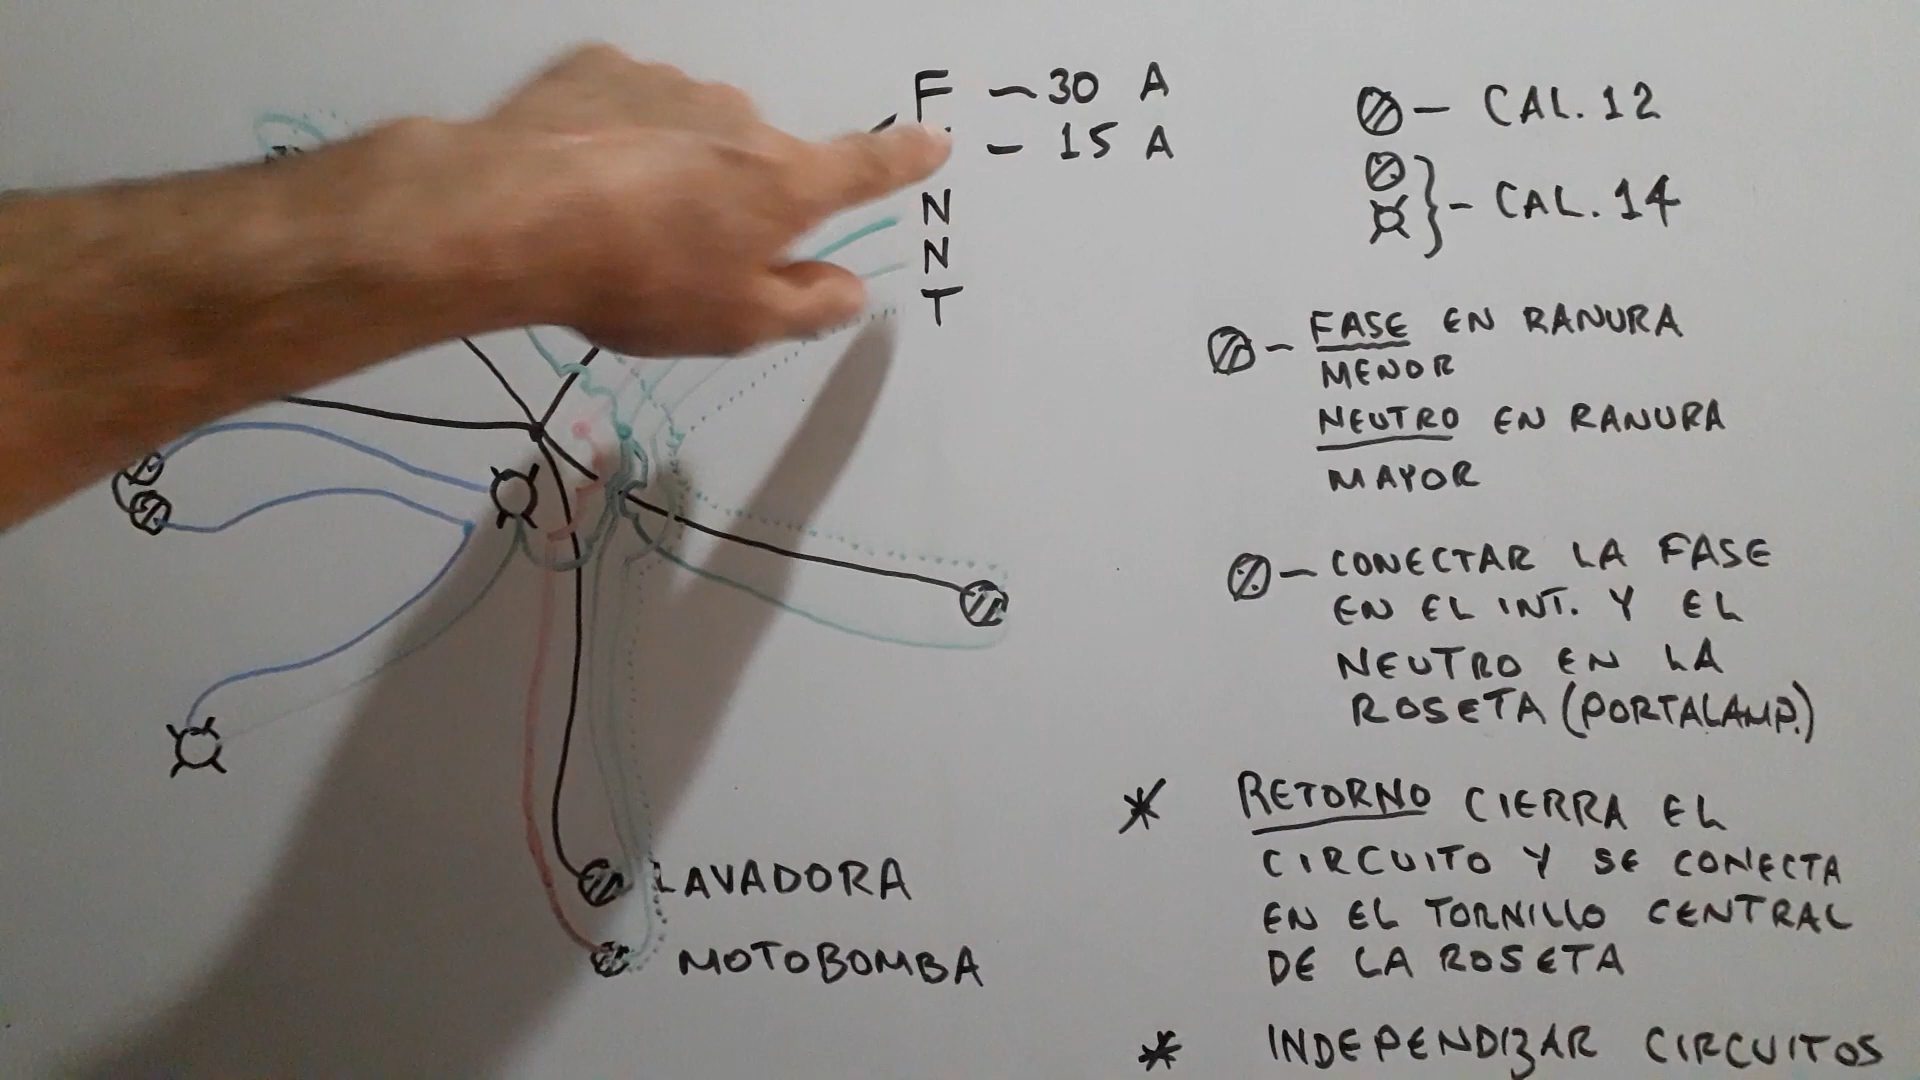 F - 30 A
- 15 A
N
N
T
- CAL. 12
- CAL. 14
- FASE EN RANURA
MENOR
NEUTRO EN RANURA
MAYOR
- CONECTAR LA FASE
EN EL INT. Y EL
NEUTRO EN LA
ROSETA (PORTALAMP.)
* RETORNO CIERRA EL
CIRCUITO Y SE CONECTA
EN EL TORNILLO CENTRAL
DE LA ROSETA
* INDEPENDIZAR CIRCUITOS
LAVADORA
MOTOBOMBA